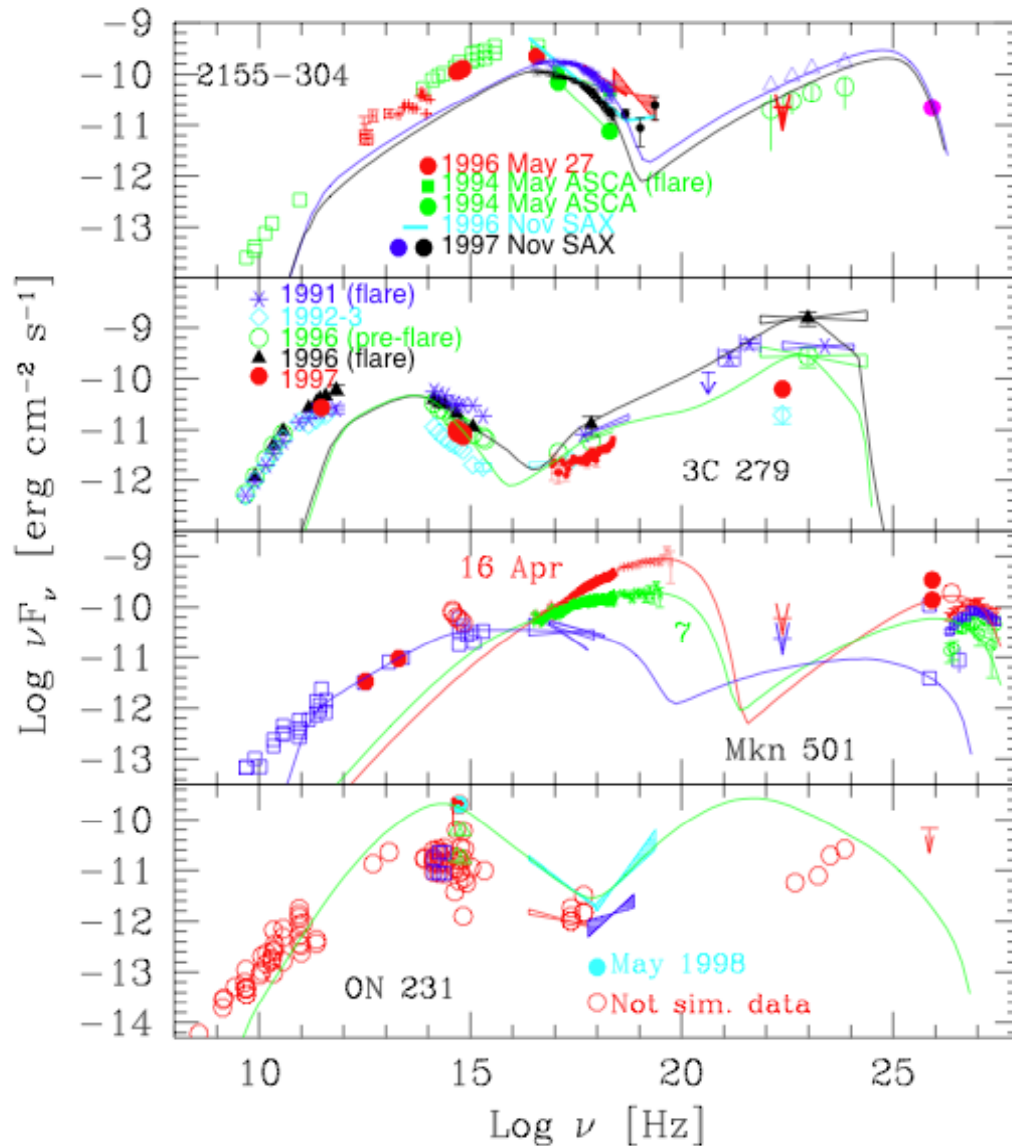 Log νFν [erg cm−2 s−1]
−9
−10
−11
−12
−13
2155−304
1996 May 27
1994 May ASCA (flare)
1994 May ASCA
1996 Nov SAX
1997 Nov SAX
−9
−10
−11
−12
1991 (flare)
1992-3
1996 (pre-flare)
1996 (flare)
1997
3C 279
−9
−10
−11
−12
−13
16 Apr
7
Mkn 501
−10
−11
−12
−13
−14
ON 231
May 1998
Not sim. data
10 15 20 25
Log ν [Hz]